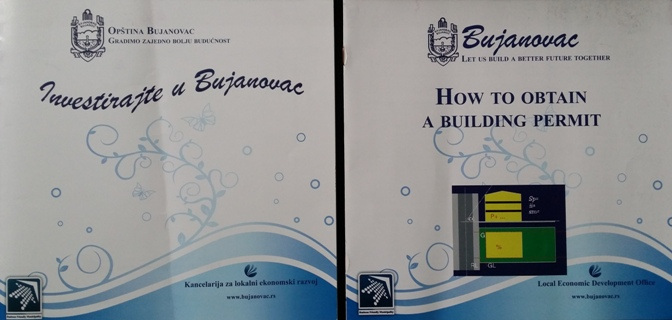 Opština Bujanovac
Gradimo zajedno bolju budućnost
Investirajte u Bujanovac
Kancelarija za lokalni ekonomski razvoj
www.bujanovac.rs
Bujanovac
Let us build a better future together
How to obtain
a building permit
Local Economic Development Office
www.bujanovac.rs